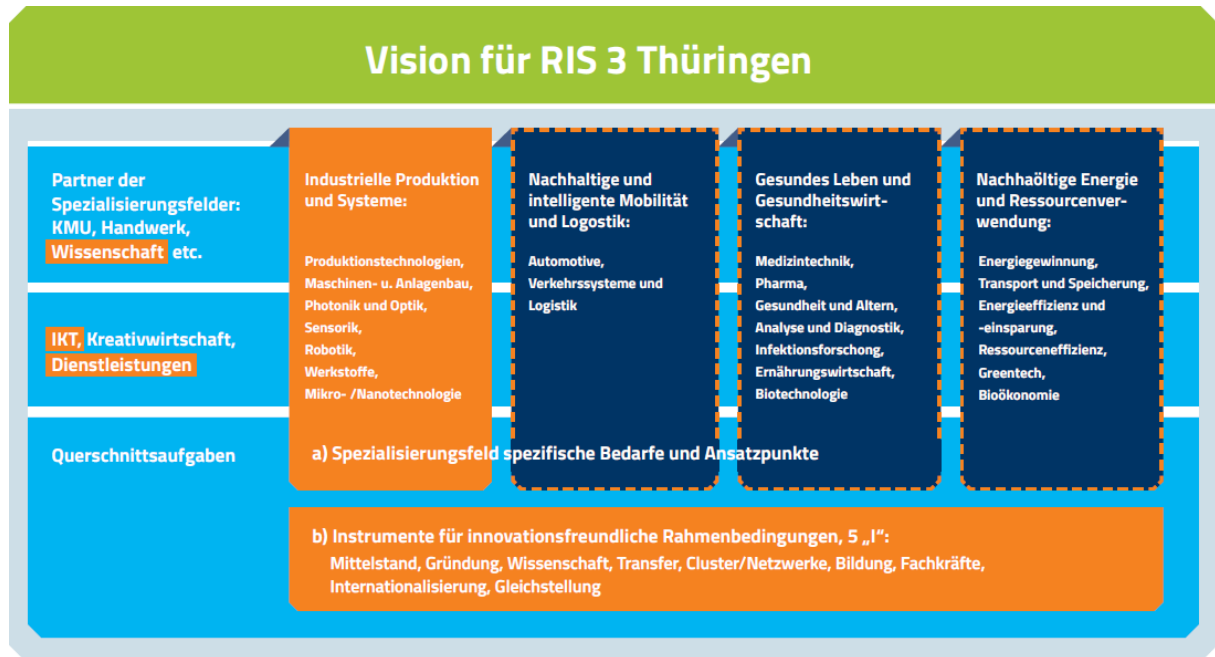 Vision für RIS 3 Thüringen
Partner der
Spezialisierungsfelder:
KMU, Handwerk,
Wissenschaft etc.
IKT, Kreativwirtschaft,
Dienstleistungen
Querschnittsaufgaben
Industrielle Produktion
und Systeme:
Produktionstechnologien,
Maschinen- u. Anlagenbau,
Photonik und Optik,
Sensorik,
Robotik,
Werkstoffe,
Mikro- /Nanotechnologie
Nachhaltige und
intelligente Mobilität
und Logostik:
Automotive,
Verkehrssysteme und
Logistik
Gesundes Leben und
Gesundheitswirt-
schaft:
Medizintechnik,
Pharma,
Gesundheit und Altern,
Analyse und Diagnostik,
Infektionsforschong,
Ernährungswirtschaft,
Biotechnologie
Nachhaöltige Energie
und Ressourcenver-
wendung:
Energiegewinnung,
Transport und Speicherung,
Energieeffizienz und
-einsparung,
Ressourceneffizienz,
Greentech,
Bioökonomie
a) Spezialisierungsfeld spezifische Bedarfe und Ansatzpunkte
b) Instrumente für innovationsfreundliche Rahmenbedingungen, 5 „I“:
Mittelstand, Gründung, Wissenschaft, Transfer, Cluster/Netzwerke, Bildung, Fachkräfte,
Internationalisierung, Gleichstellung